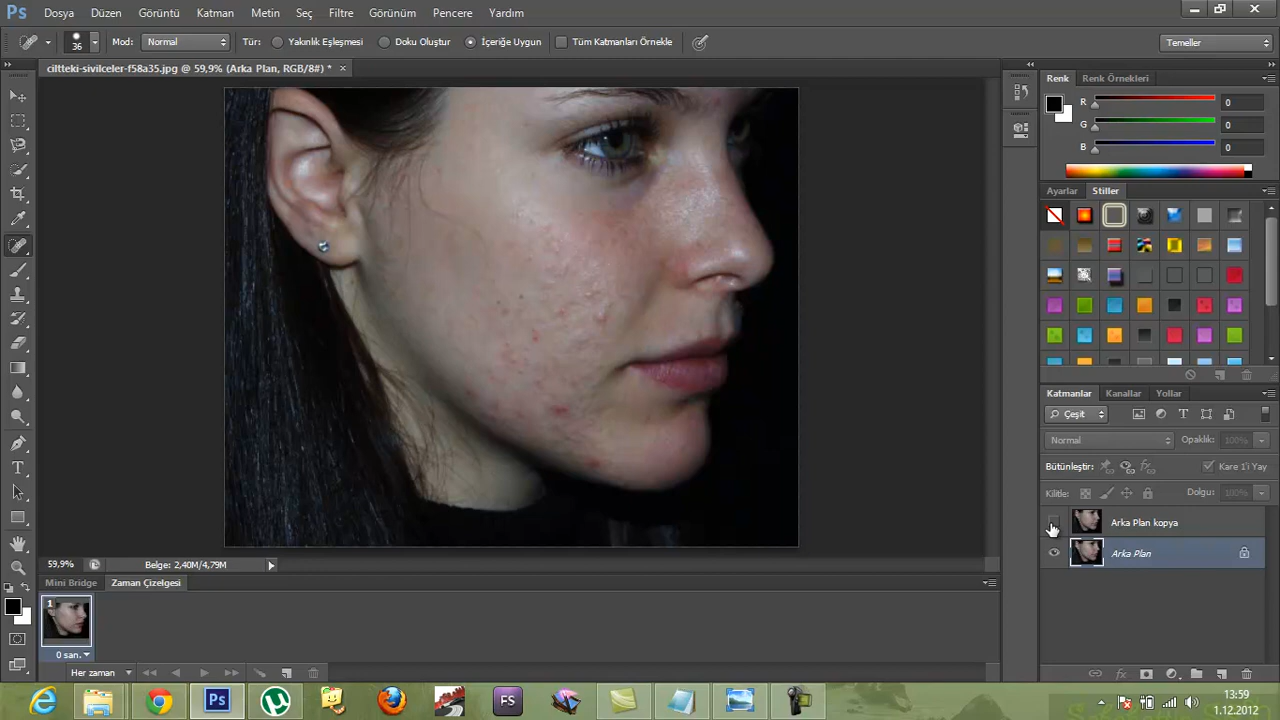 Ps Dosya Düzen Görüntü Katman Metin Seç Filtre Görünüm Pencere Yardım
36 Mod: Normal Tür: Yakınlık Eşleşmesi Doku Oluştur İçeriğe Uygun Tüm Katmanları Örnekle Temeller
ciltteki-sivilceler-f58a35.jpg @ 59,9% (Arka Plan, RGB/8#) * ×
Renk Renk Örnekleri
R 0
G 0
B 0
Ayarlar Stiller
Katmanlar Kanallar Yollar
Çeşit
Normal Opaklık: 100%
Bütünleştir: Kare 1'i Yay
Kilitle: Dolgu: 100%
Arka Plan kopya
Arka Plan
59,9% Belge: 2,40M/4,79M
Mini Bridge Zaman Çizelgesi
1
0 san.
Her zaman
Ps FS
13:59
1.12.2012